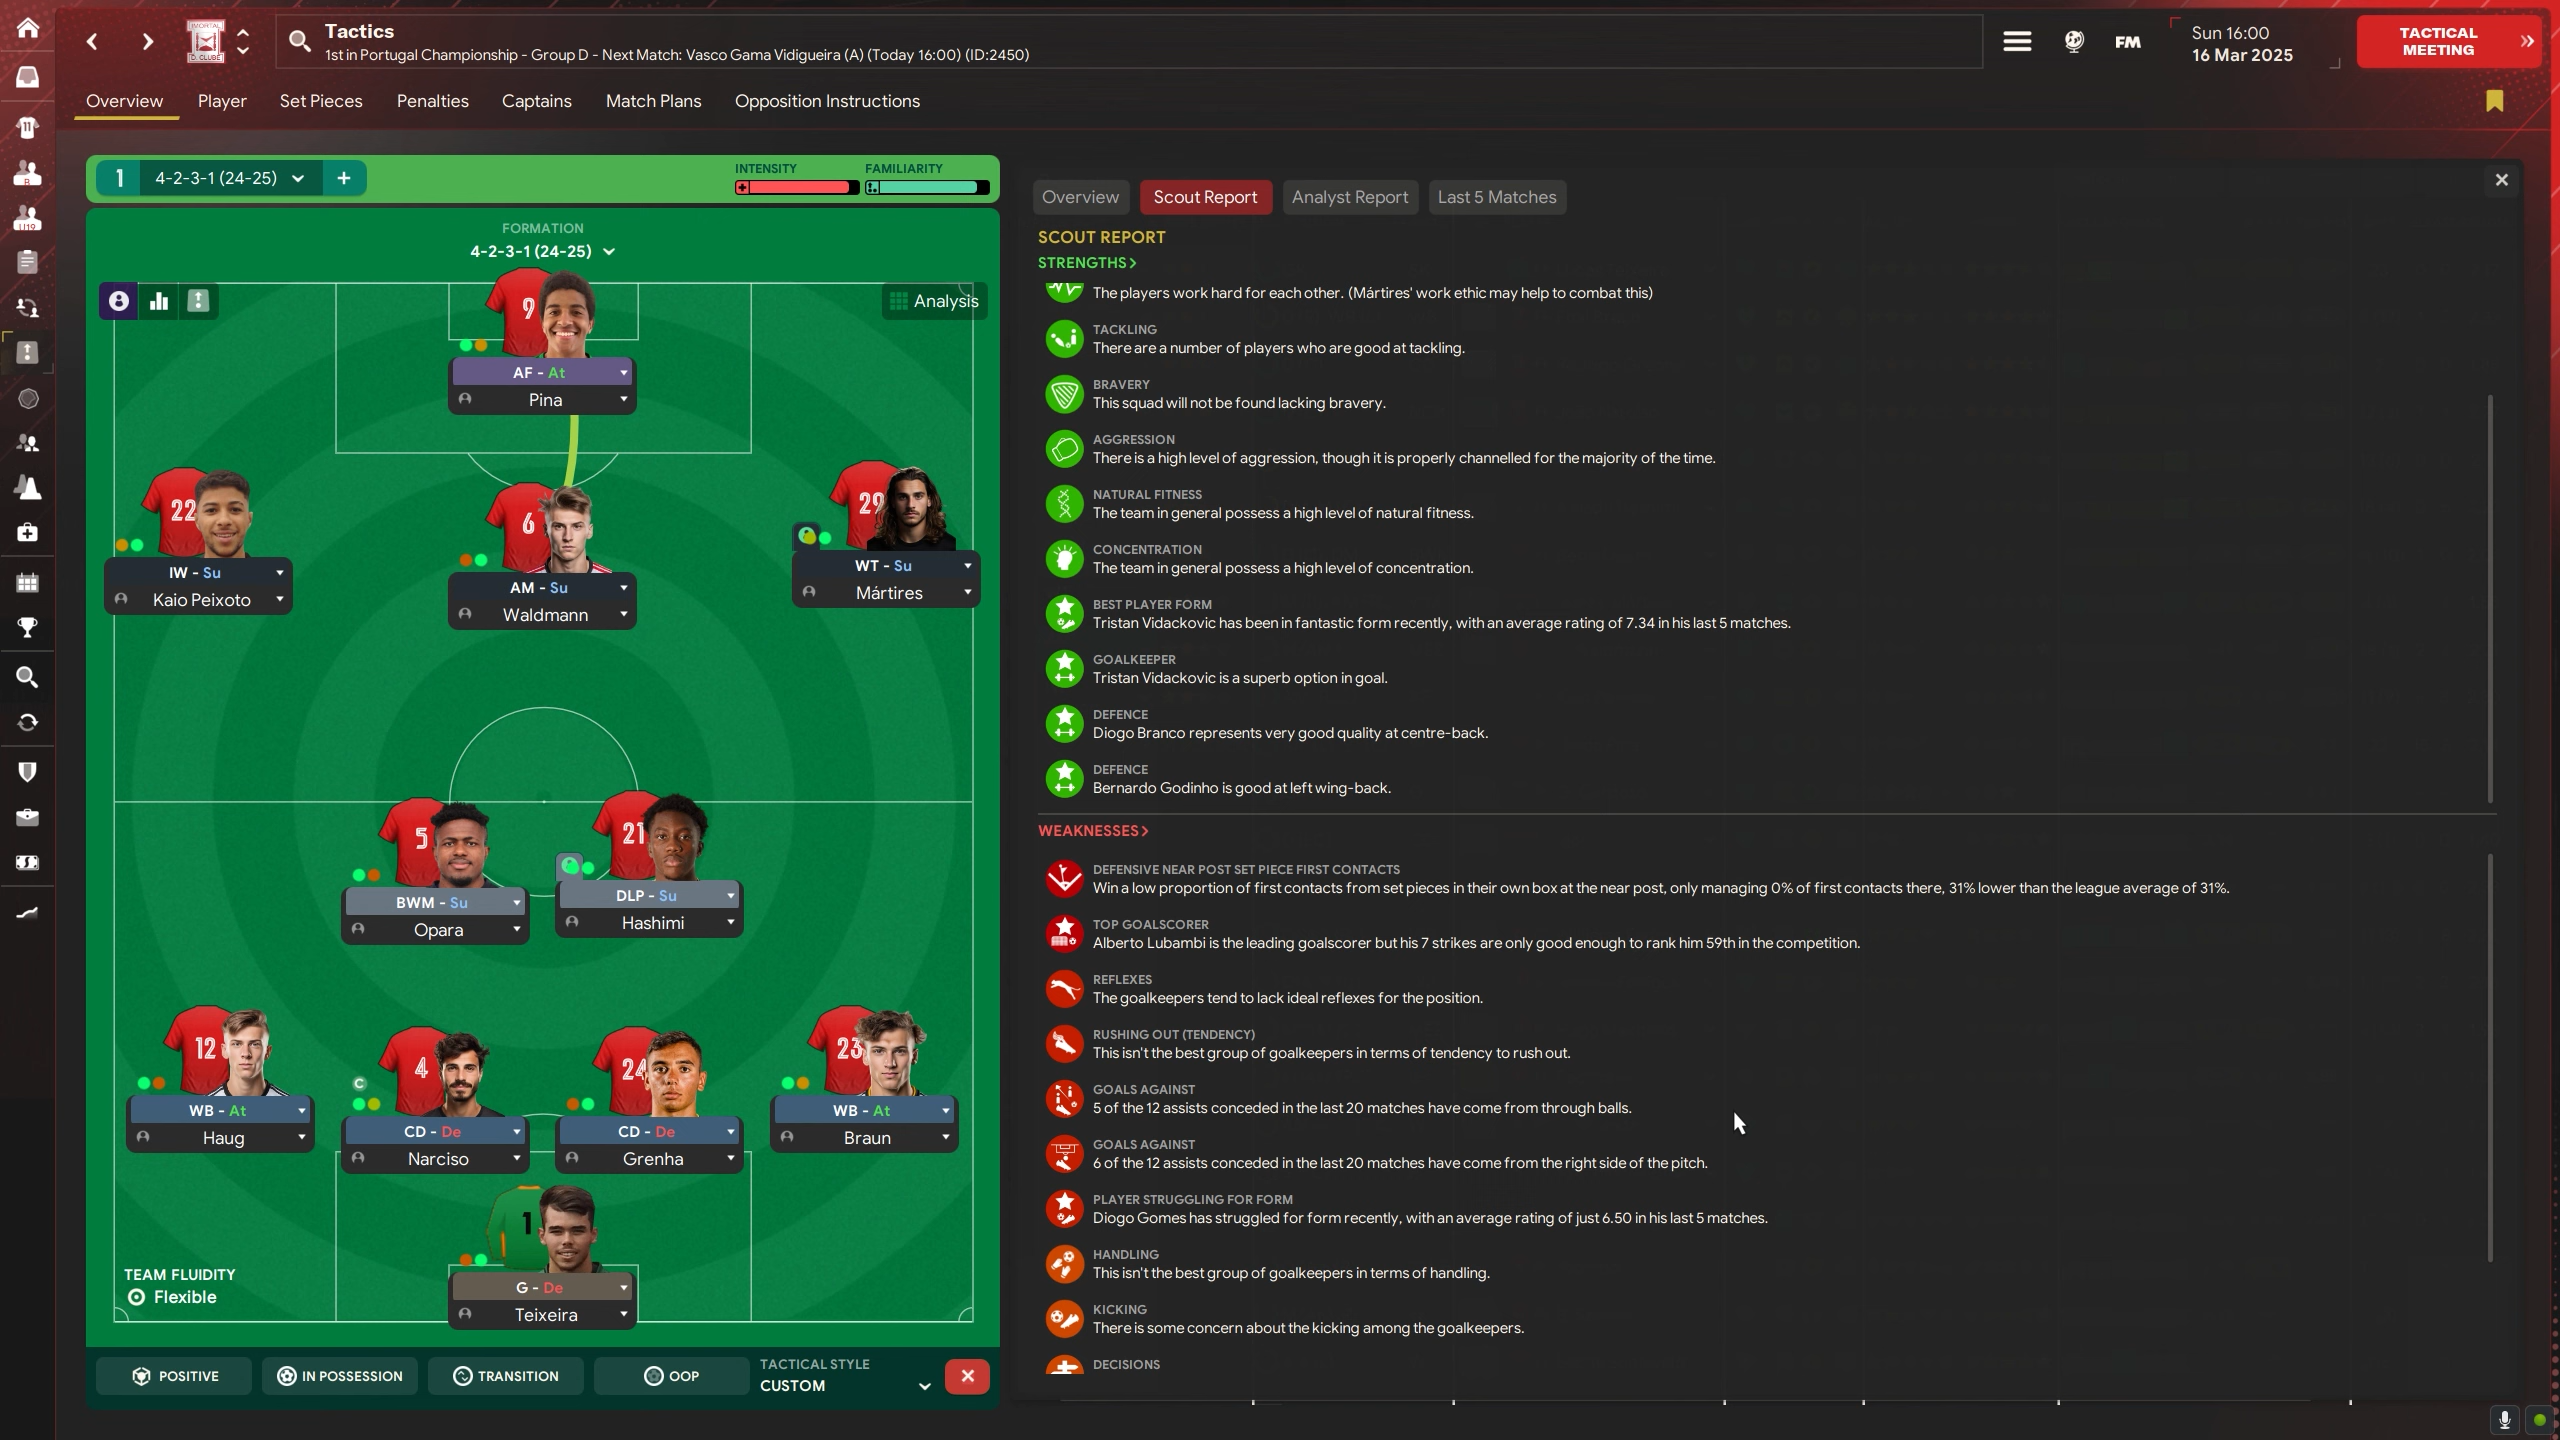 Tactics
1st in Portugal Championship - Group D - Next Match: Vasco Gama Vidigueira (A) (Today 16:00) (ID:2450)
FM
Sun 16:00
16 Mar 2025
TACTICAL
MEETING
Overview
Player
Set Pieces
Penalties
Captains
Match Plans
Opposition Instructions
1
4-2-3-1 (24-25)
INTENSITY
FAMILIARITY
FORMATION
4-2-3-1 (24-25)
Analysis
9
AF - At
Pina
22
IW - Su
Kaio Peixoto
6
AM - Su
Waldmann
29
WT - Su
Mártires
5
BWM - Su
Opara
21
DLP - Su
Hashimi
12
WB - At
Haug
C
4
CD - De
Narciso
24
CD - De
Grenha
23
WB - At
Braun
1
G - De
Teixeira
TEAM FLUIDITY
Flexible
POSITIVE
IN POSSESSION
TRANSITION
OOP
TACTICAL STYLE
CUSTOM
Overview
Scout Report
Analyst Report
Last 5 Matches
SCOUT REPORT
STRENGTHS
The players work hard for each other. (Mártires' work ethic may help to combat this)
TACKLING
There are a number of players who are good at tackling.
BRAVERY
This squad will not be found lacking bravery.
AGGRESSION
There is a high level of aggression, though it is properly channelled for the majority of the time.
NATURAL FITNESS
The team in general possess a high level of natural fitness.
CONCENTRATION
The team in general possess a high level of concentration.
BEST PLAYER FORM
Tristan Vidackovic has been in fantastic form recently, with an average rating of 7.34 in his last 5 matches.
GOALKEEPER
Tristan Vidackovic is a superb option in goal.
DEFENCE
Diogo Branco represents very good quality at centre-back.
DEFENCE
Bernardo Godinho is good at left wing-back.
WEAKNESSES
DEFENSIVE NEAR POST SET PIECE FIRST CONTACTS
Win a low proportion of first contacts from set pieces in their own box at the near post, only managing 0% of first contacts there, 31% lower than the league average of 31%.
TOP GOALSCORER
Alberto Lubambi is the leading goalscorer but his 7 strikes are only good enough to rank him 59th in the competition.
REFLEXES
The goalkeepers tend to lack ideal reflexes for the position.
RUSHING OUT (TENDENCY)
This isn't the best group of goalkeepers in terms of tendency to rush out.
GOALS AGAINST
5 of the 12 assists conceded in the last 20 matches have come from through balls.
GOALS AGAINST
6 of the 12 assists conceded in the last 20 matches have come from the right side of the pitch.
PLAYER STRUGGLING FOR FORM
Diogo Gomes has struggled for form recently, with an average rating of just 6.50 in his last 5 matches.
HANDLING
This isn't the best group of goalkeepers in terms of handling.
KICKING
There is some concern about the kicking among the goalkeepers.
DECISIONS